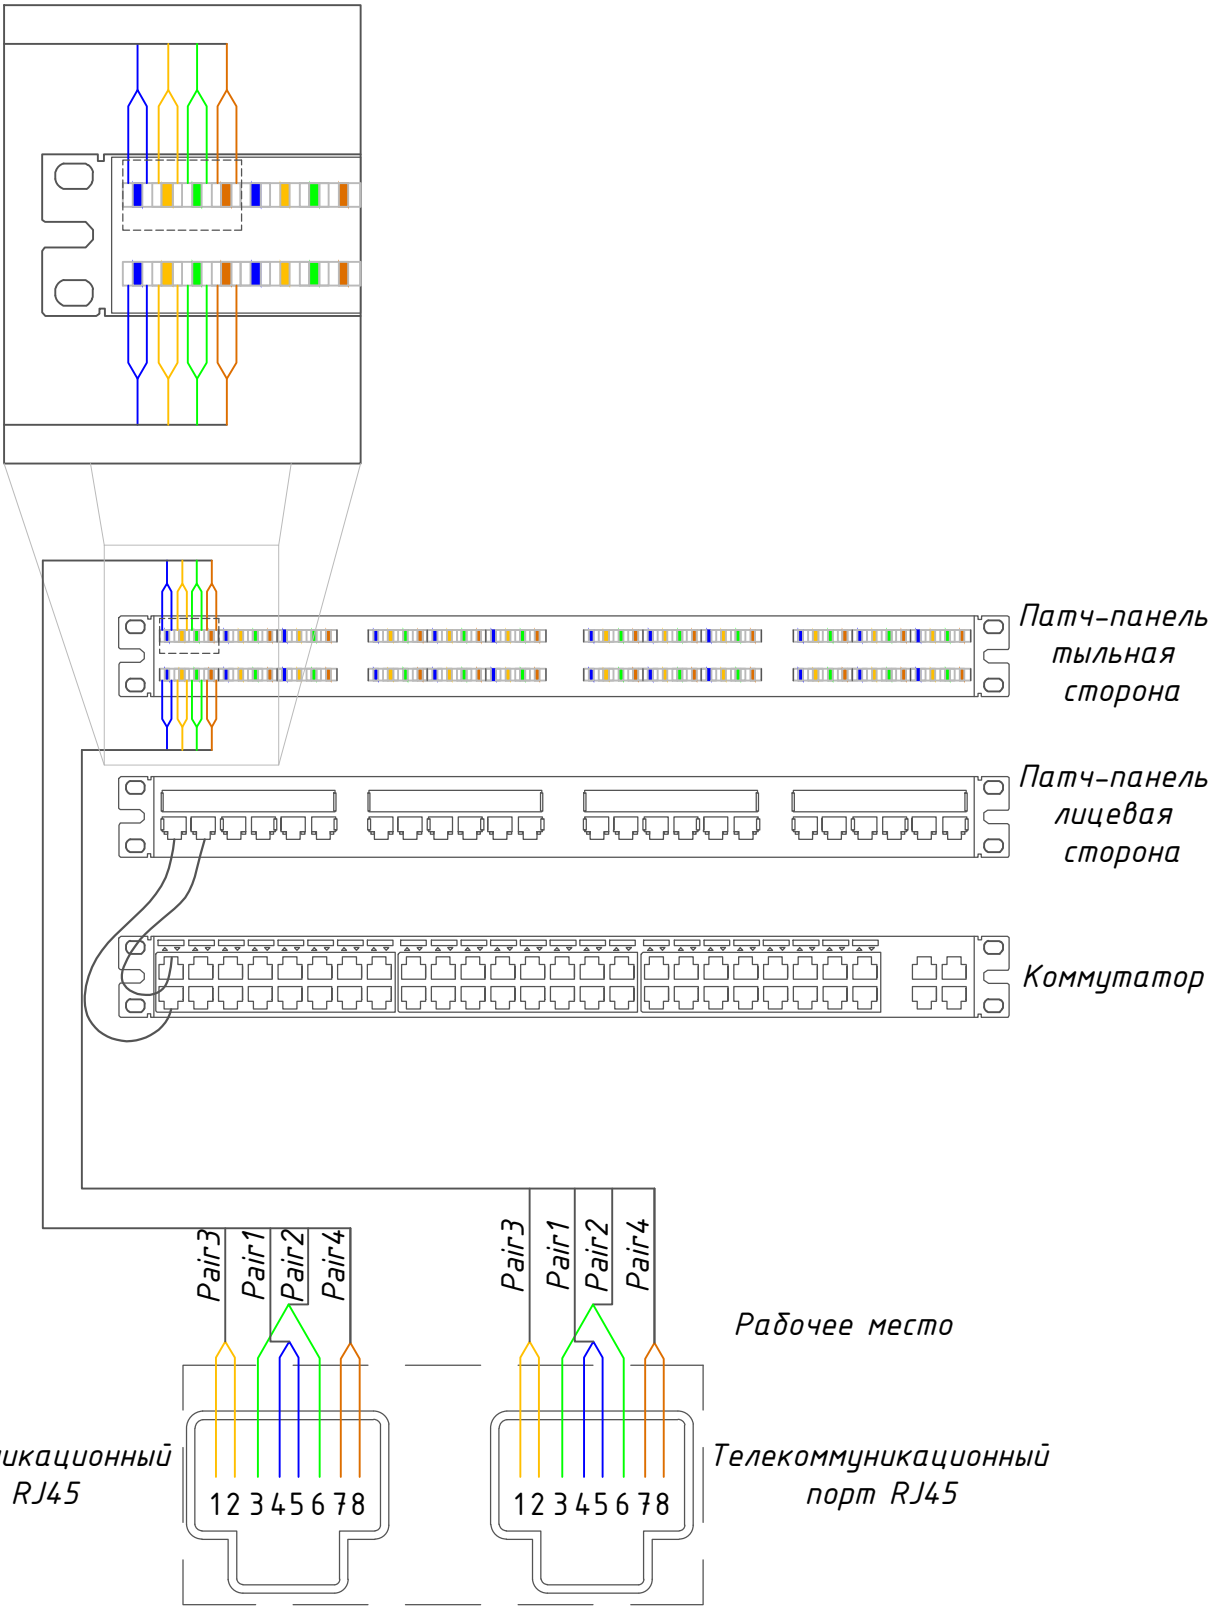 Патч-панель
тыльная
сторона
Патч-панель
лицевая
сторона
Коммутатор
Pair3
Pair1
Pair2
Pair4
Pair3
Pair1
Pair2
Pair4
Рабочее место
никационный
RJ45
1 2 3 4 5 6 7 8
1 2 3 4 5 6 7 8
Телекоммуникационный
порт RJ45